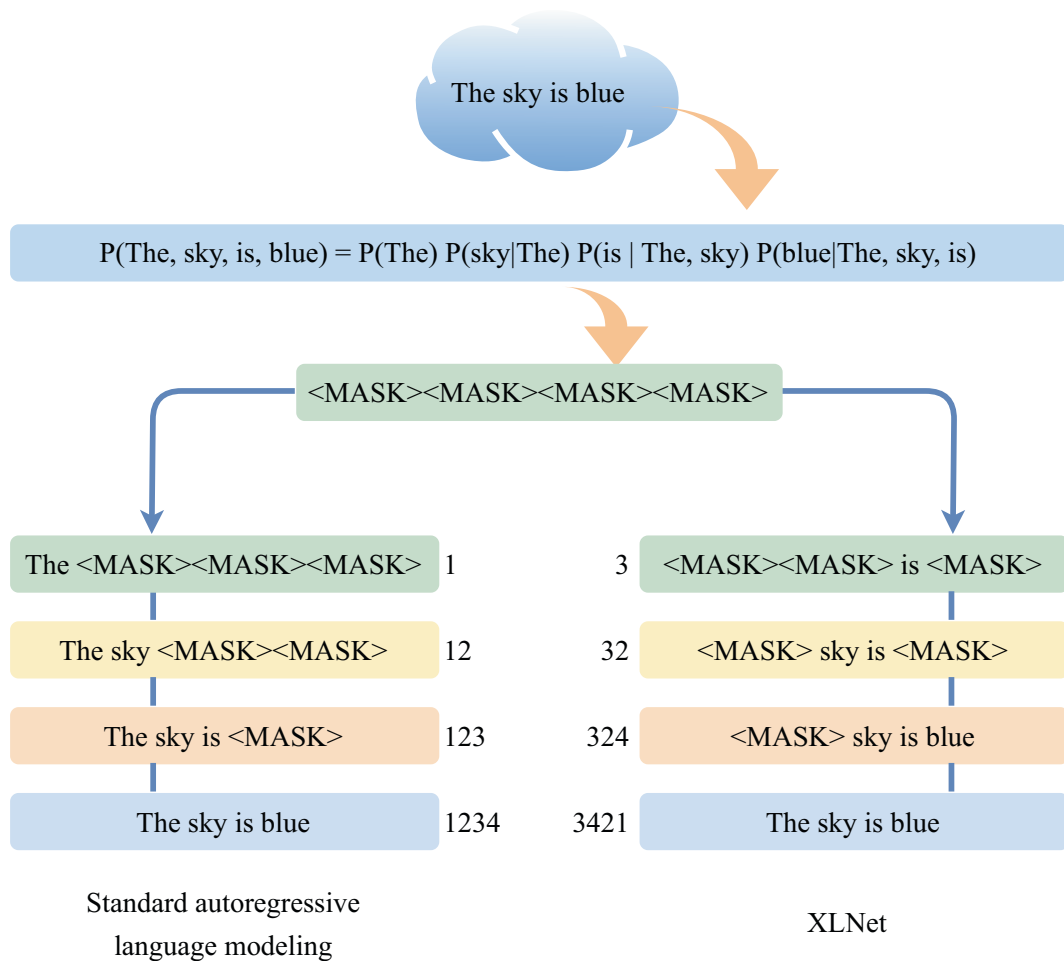 The sky is blue
P(The, sky, is, blue) = P(The) P(sky|The) P(is | The, sky) P(blue|The, sky, is)
<MASK><MASK><MASK><MASK>
The <MASK><MASK><MASK> 1
3 <MASK><MASK> is <MASK>
The sky <MASK><MASK> 12
32 <MASK> sky is <MASK>
The sky is <MASK> 123
324 <MASK> sky is blue
The sky is blue 1234
3421 The sky is blue
Standard autoregressive
language modeling
XLNet